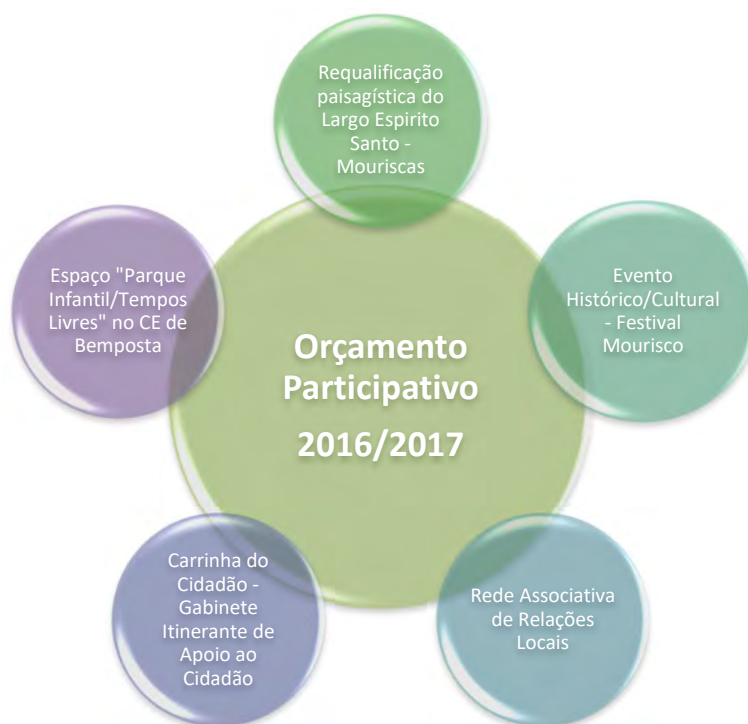 Requalificação
paisagística do
Largo Espirito
Santo -
Mouriscas
Espaço "Parque
Infantil/Tempos
Livres" no CE de
Bemposta
Evento
Histórico/Cultural
- Festival
Mourisco
Orçamento
Participativo
2016/2017
Carrinha do
Cidadão -
Gabinete
Itinerante de
Apoio ao
Cidadão
Rede Associativa
de Relações
Locais